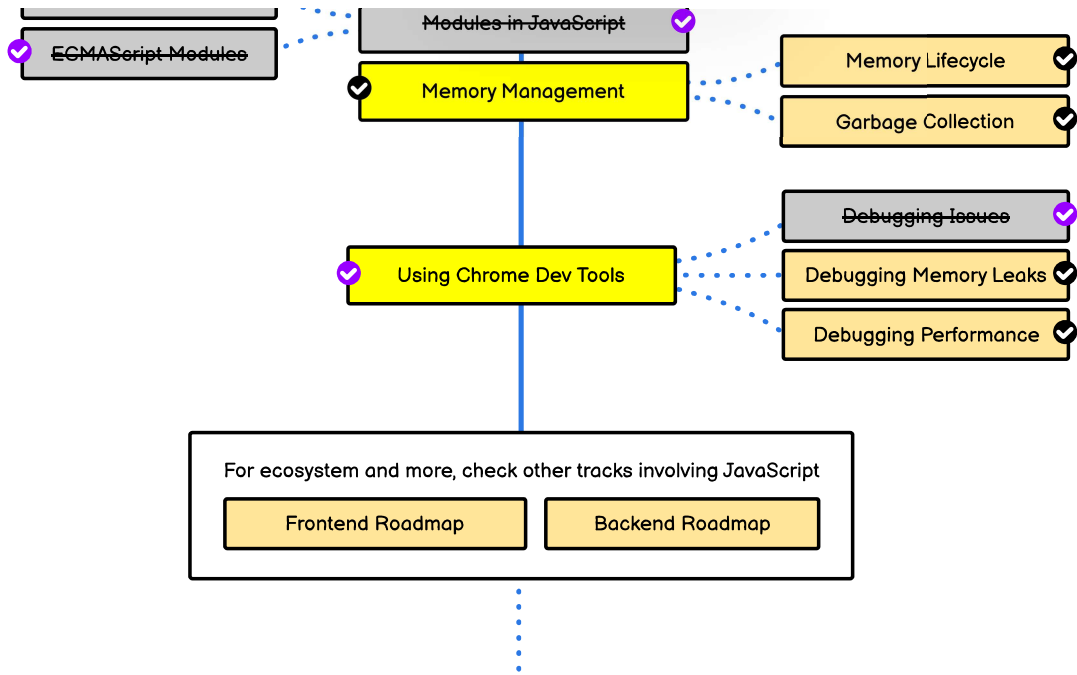 Modules in JavaScript
ECMAScript Modules
Memory Management
Memory Lifecycle
Garbage Collection
Debugging Issues
Using Chrome Dev Tools
Debugging Memory Leaks
Debugging Performance
For ecosystem and more, check other tracks involving JavaScript
Frontend Roadmap
Backend Roadmap